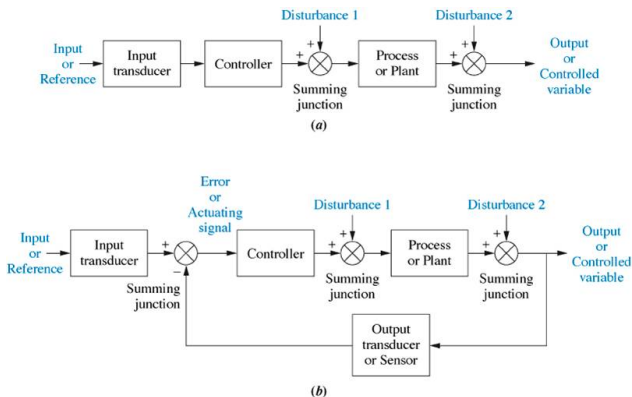 Disturbance 1
Disturbance 2
Input
or
Reference
Input
transducer
Controller
+
+
Summing
junction
Process
or Plant
+
+
Summing
junction
Output
or
Controlled
variable
(a)
Error
or
Actuating
signal
Disturbance 1
Disturbance 2
Input
or
Reference
Input
transducer
+
−
Summing
junction
Controller
+
+
Summing
junction
Process
or Plant
+
+
Summing
junction
Output
or
Controlled
variable
Output
transducer
or Sensor
(b)